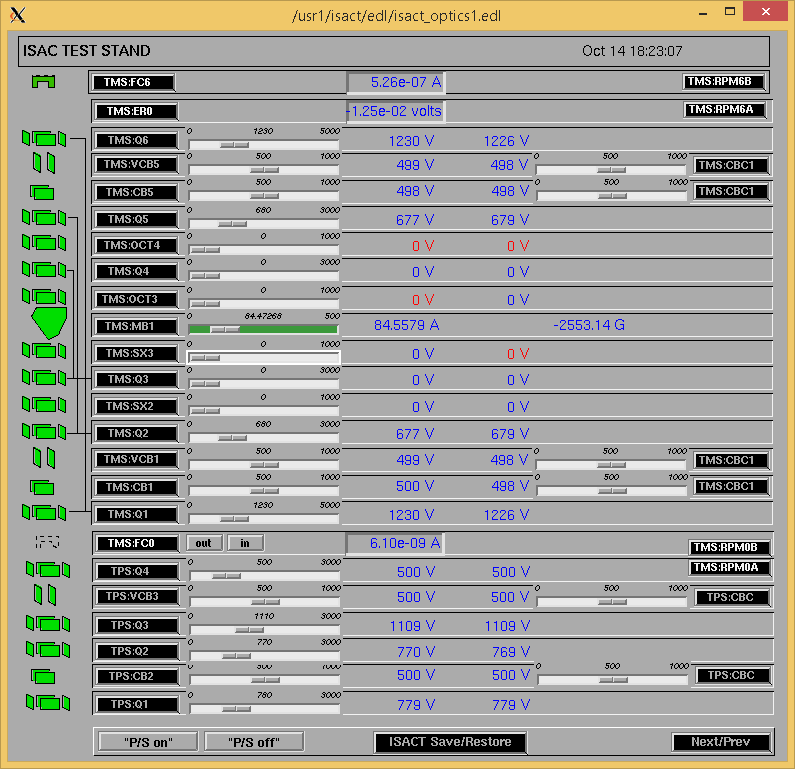 /usr1/isact/edl/isact_optics1.edl
ISAC TEST STAND Oct 14 18:23:07
TMS:FC6 5.26e-07 A TMS:RPM6B
TMS:ER0 -1.25e-02 volts TMS:RPM6A
0 1230 5000
TMS:Q6 1230 V 1226 V
0 500 1000 0 500 1000
TMS:VCB5 499 V 498 V TMS:CBC1
0 500 1000 0 500 1000
TMS:CB5 498 V 498 V TMS:CBC1
0 680 3000
TMS:Q5 677 V 679 V
0 0 1000
TMS:OCT4 0 V 0 V
0 0 3000
TMS:Q4 0 V 0 V
0 0 1000
TMS:OCT3 0 V 0 V
0 84.47268 500
TMS:MB1 84.5579 A -2553.14 G
0 0 1000
TMS:SX3 0 V 0 V
0 0 3000
TMS:Q3 0 V 0 V
0 0 1000
TMS:SX2 0 V 0 V
0 680 3000
TMS:Q2 677 V 679 V
0 500 1000 0 500 1000
TMS:VCB1 499 V 498 V TMS:CBC1
0 500 1000 0 500 1000
TMS:CB1 500 V 498 V TMS:CBC1
0 1230 5000
TMS:Q1 1230 V 1226 V
TMS:FC0 out in 6.10e-09 A TMS:RPM0B
0 500 3000 TMS:RPM0A
TPS:Q4 500 V 500 V
0 500 1000 0 500 1000
TPS:VCB3 500 V 500 V TPS:CBC
0 1110 3000
TPS:Q3 1109 V 1109 V
0 770 3000
TPS:Q2 770 V 769 V
0 500 1000 0 500 1000
TPS:CB2 500 V 500 V TPS:CBC
0 780 3000
TPS:Q1 779 V 779 V
"P/S on" "P/S off" ISACT Save/Restore Next/Prev